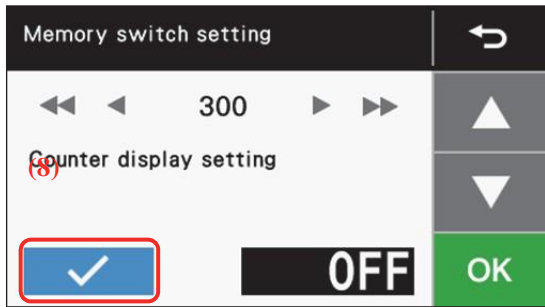 Memory switch setting
300
Counter display setting
(8)
OFF
OK